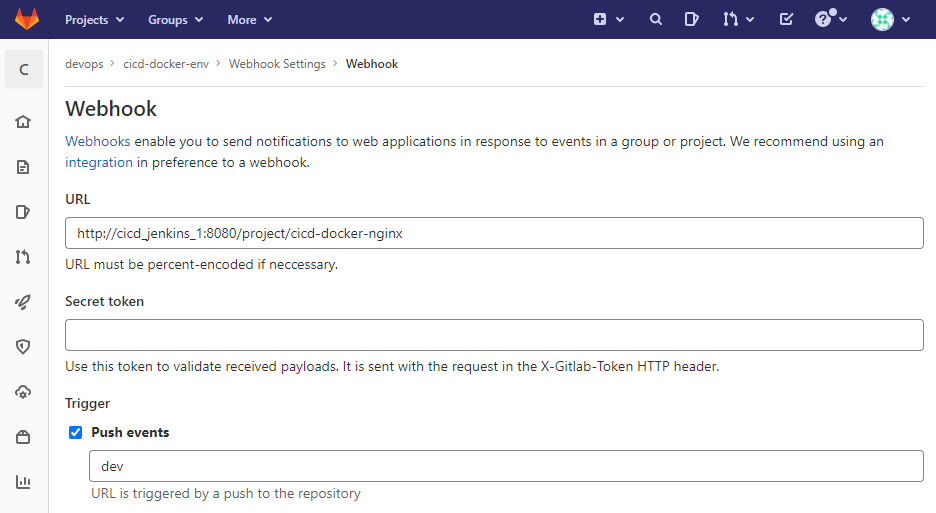 Projects Groups More
C
devops > cicd-docker-env > Webhook Settings > Webhook
Webhook
Webhooks enable you to send notifications to web applications in response to events in a group or project. We recommend using an
integration in preference to a webhook.
URL
http://cicd_jenkins_1:8080/project/cicd-docker-nginx
URL must be percent-encoded if neccessary.
Secret token
Use this token to validate received payloads. It is sent with the request in the X-Gitlab-Token HTTP header.
Trigger
Push events
dev
URL is triggered by a push to the repository